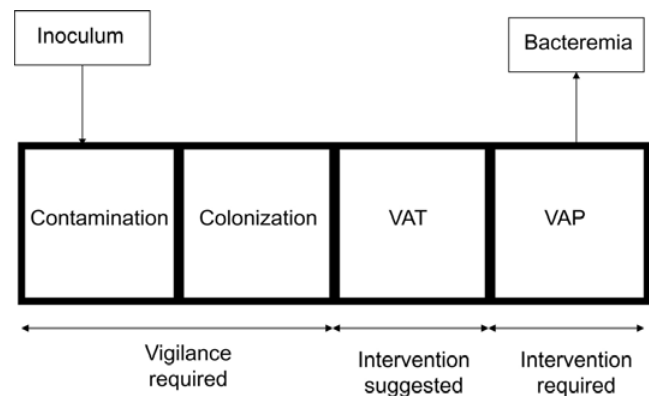 Inoculum
Bacteremia
Contamination
Colonization
VAT
VAP
Vigilance
required
Intervention
suggested
Intervention
required